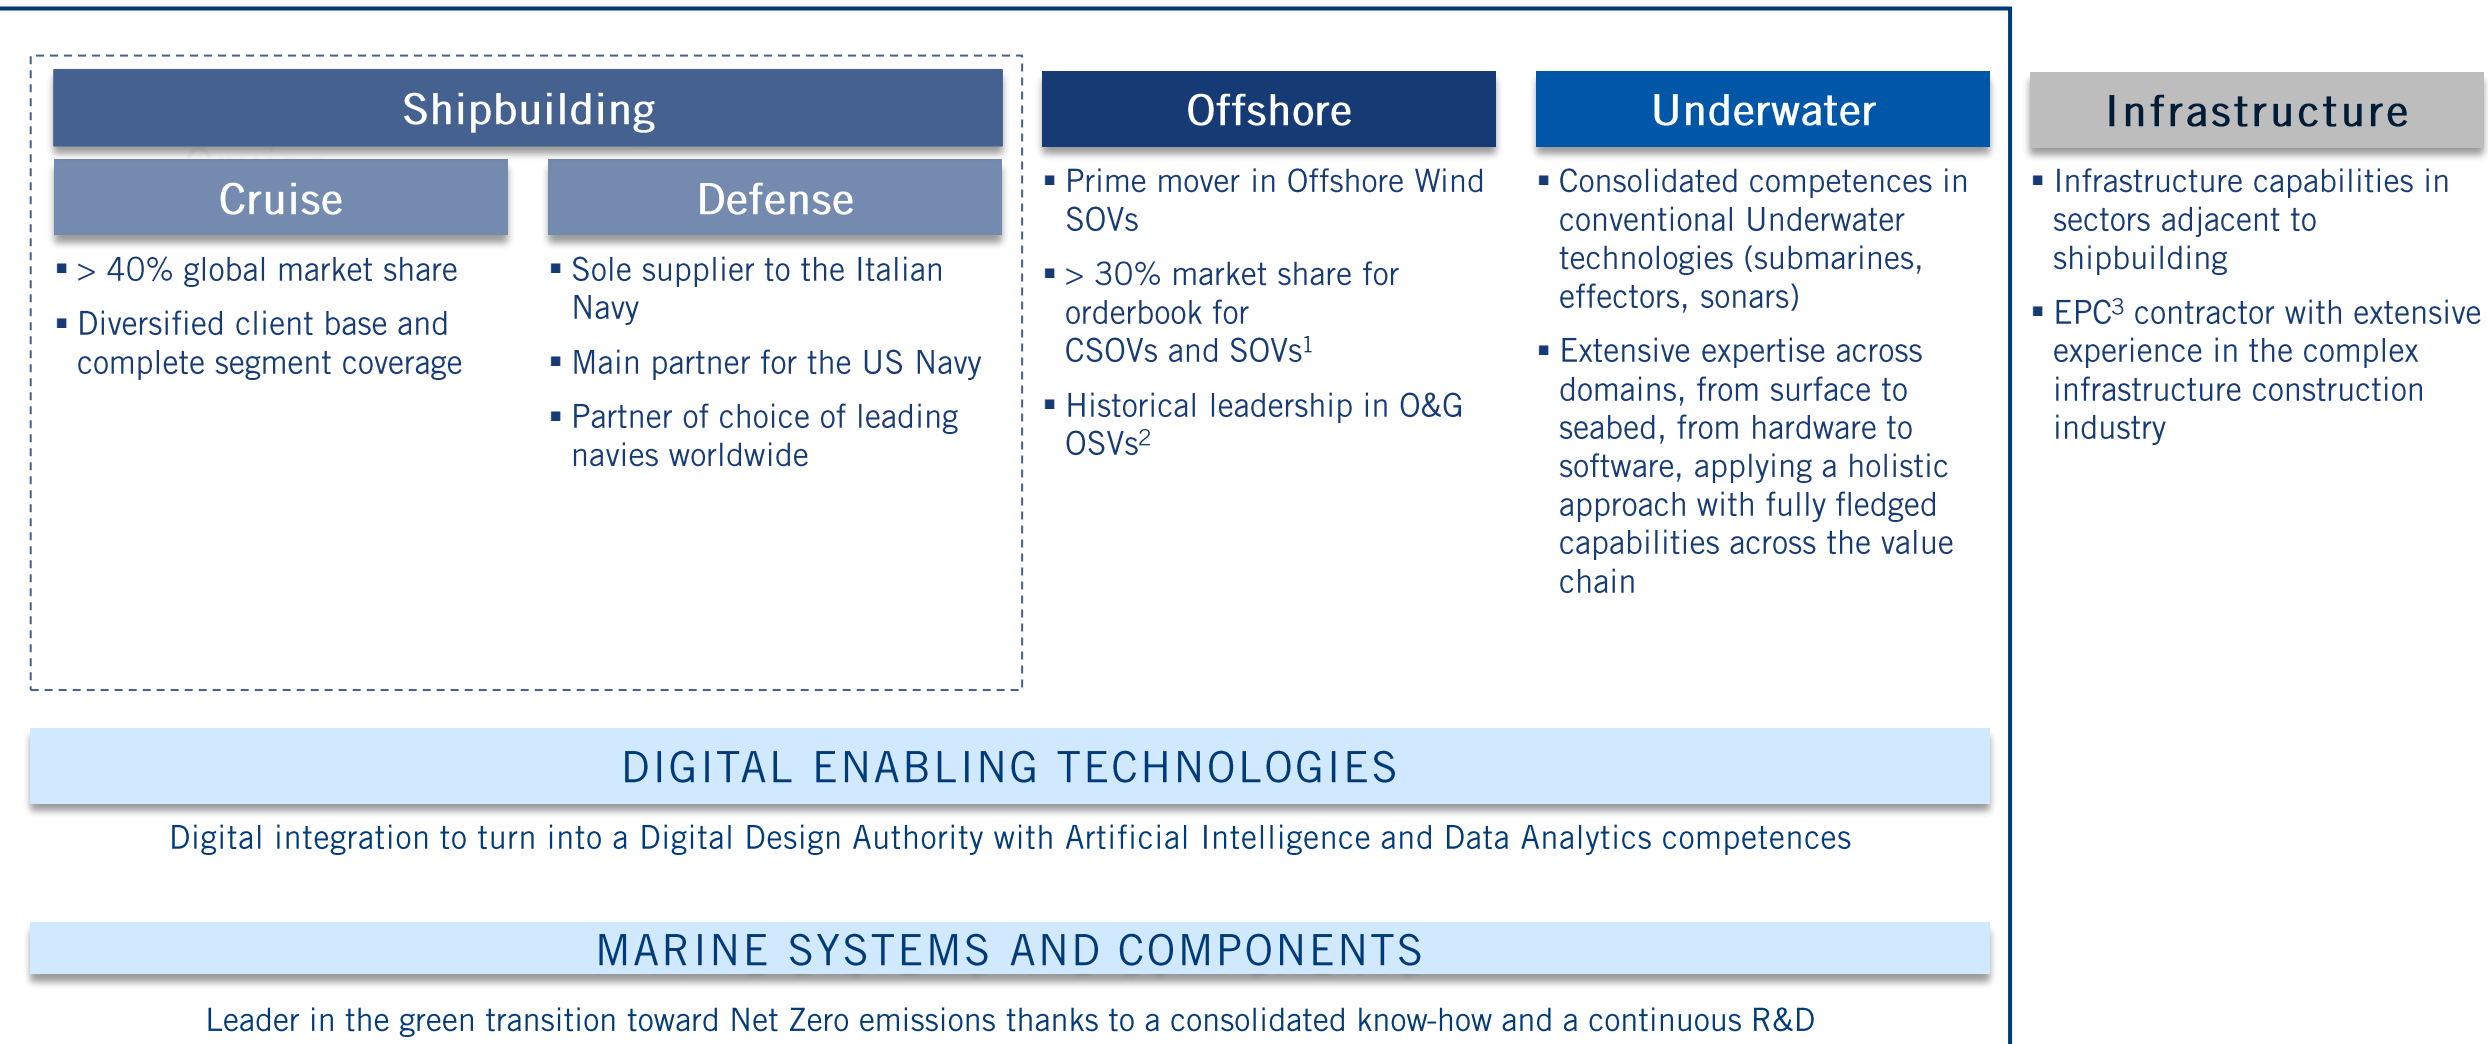 Shipbuilding
Cruise
> 40% global market share
Diversified client base and
complete segment coverage
Defense
Sole supplier to the Italian
Navy
Main partner for the US Navy
Partner of choice of leading
navies worldwide
Offshore
Prime mover in Offshore Wind
SOVs
> 30% market share for
orderbook for
CSOVs and SOVs¹
Historical leadership in O&G
OSVs²
Underwater
Consolidated competences in
conventional Underwater
technologies (submarines,
effectors, sonars)
Extensive expertise across
domains, from surface to
seabed, from hardware to
software, applying a holistic
approach with fully fledged
capabilities across the value
chain
Infrastructure
Infrastructure capabilities in
sectors adjacent to
shipbuilding
EPC³ contractor with extensive
experience in the complex
infrastructure construction
industry
DIGITAL ENABLING TECHNOLOGIES
Digital integration to turn into a Digital Design Authority with Artificial Intelligence and Data Analytics competences
MARINE SYSTEMS AND COMPONENTS
Leader in the green transition toward Net Zero emissions thanks to a consolidated know-how and a continuous R&D